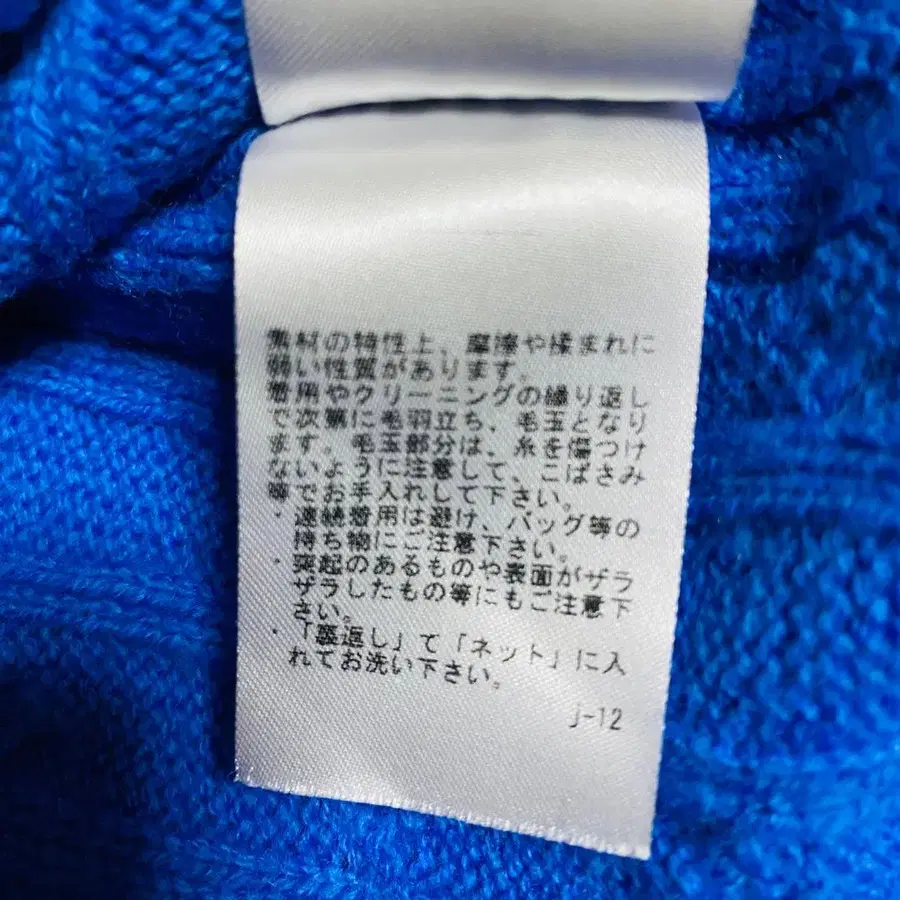 素材の特性上、摩擦や揉まれに
弱い性質があります。
着用やクリーニングの繰り返し
で次第に毛羽立ち、毛玉となり
ます。毛玉部分は、糸を傷つけ
ないように注意して、こばさみ
等でお手入れして下さい。
・連続着用は避け、バッグ等の
持ち物にご注意下さい。
・突起のあるものや表面がザラ
ザラしたもの等にもご注意下
さい。
・「裏返し」て「ネット」に入
れてお洗い下さい。
J-12